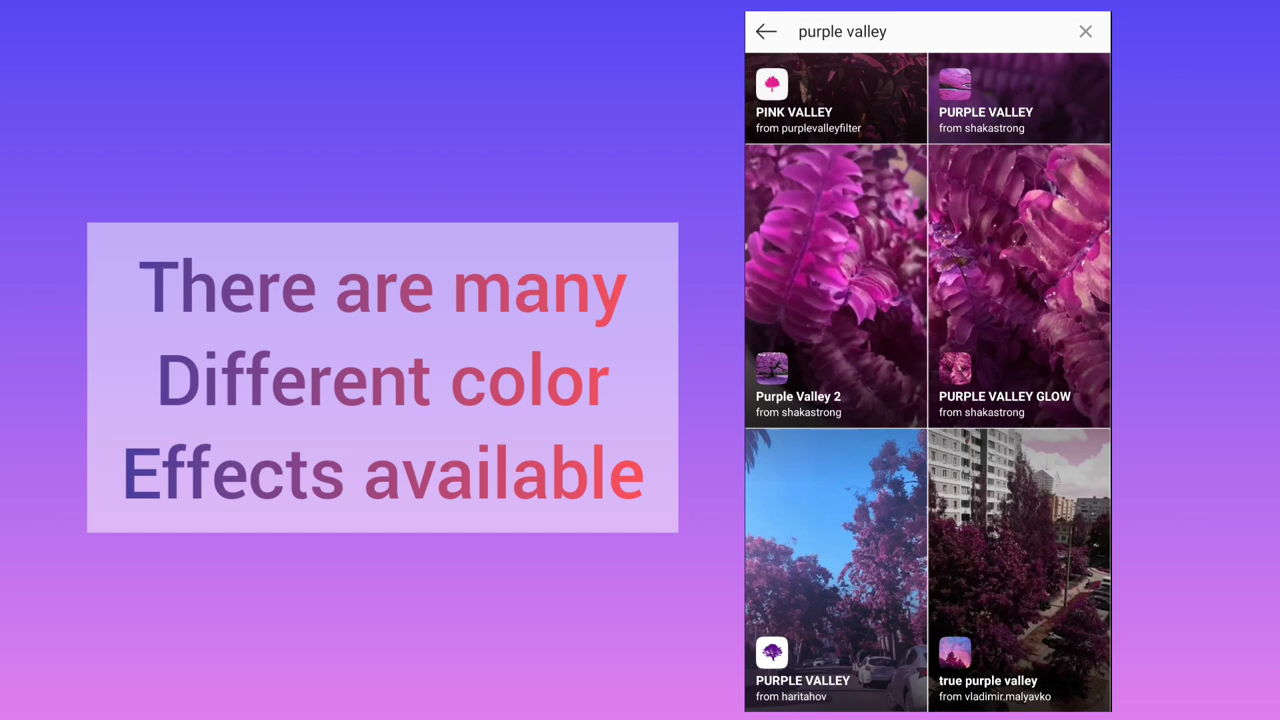 There are many
Different color
Effects available
purple valley
PINK VALLEY
from purplevalleyfilter
PURPLE VALLEY
from shakastrong
Purple Valley 2
from shakastrong
PURPLE VALLEY GLOW
from shakastrong
PURPLE VALLEY
from haritahov
true purple valley
from vladimir.malyavko